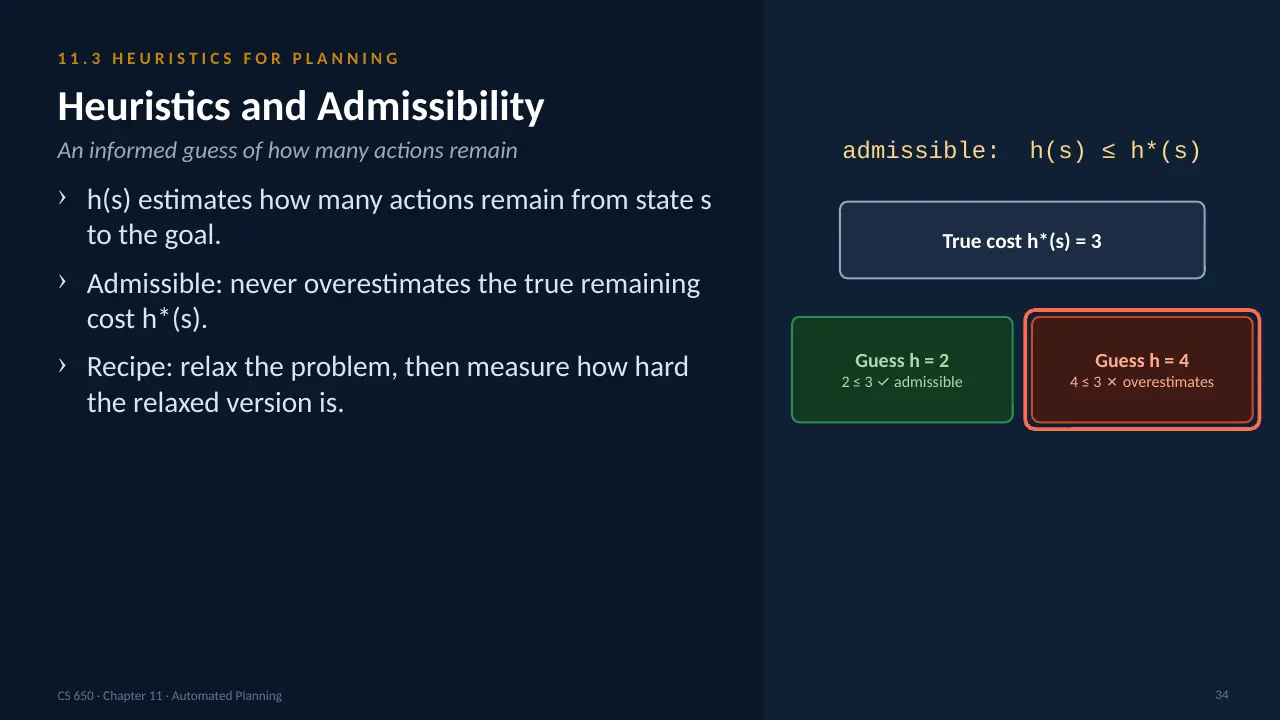 11.3 HEURISTICS FOR PLANNING
Heuristics and Admissibility
An informed guess of how many actions remain
› h(s) estimates how many actions remain from state s
to the goal.
› Admissible: never overestimates the true remaining
cost h*(s).
› Recipe: relax the problem, then measure how hard
the relaxed version is.
admissible:  h(s) ≤ h*(s)
True cost h*(s) = 3
Guess h = 2
2 ≤ 3 ✓ admissible
Guess h = 4
4 ≤ 3 ✕ overestimates
CS 650 · Chapter 11 · Automated Planning
34